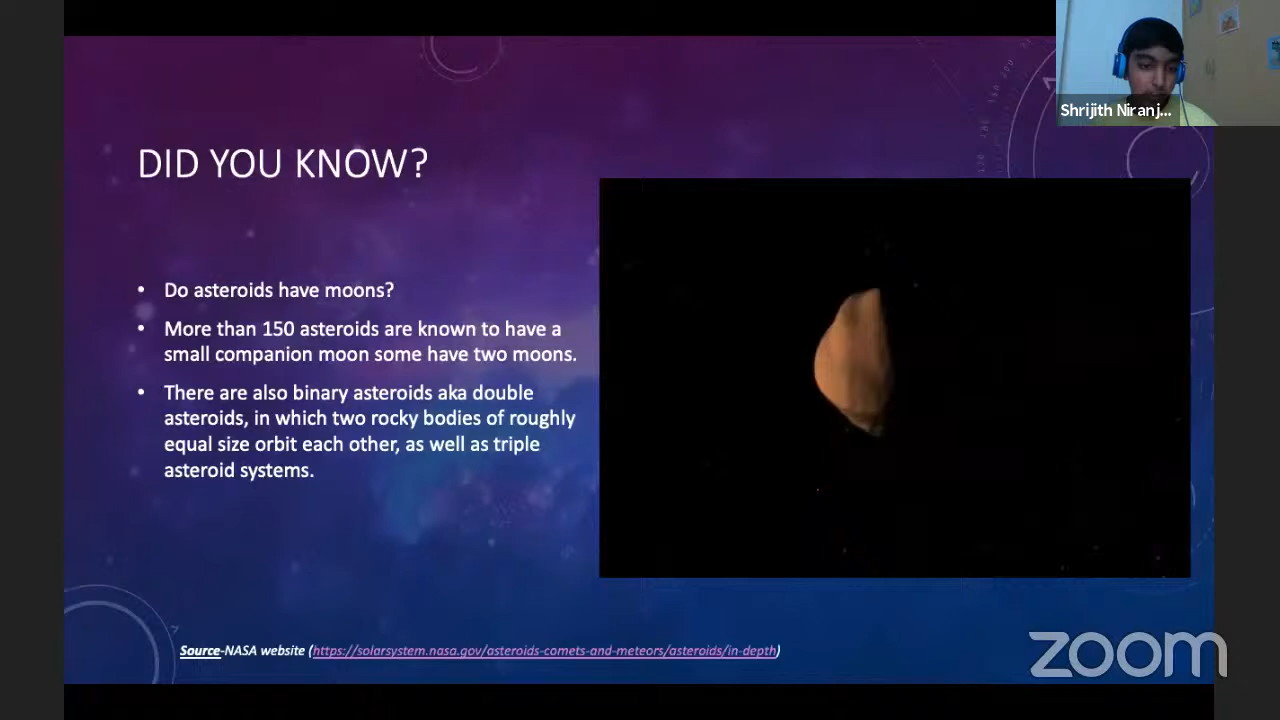 Shrijith Niranj...
DID YOU KNOW?
• Do asteroids have moons?
• More than 150 asteroids are known to have a
small companion moon some have two moons.
• There are also binary asteroids aka double
asteroids, in which two rocky bodies of roughly
equal size orbit each other, as well as triple
asteroid systems.
Source-NASA website (https://solarsystem.nasa.gov/asteroids-comets-and-meteors/asteroids/in-depth)
zoom